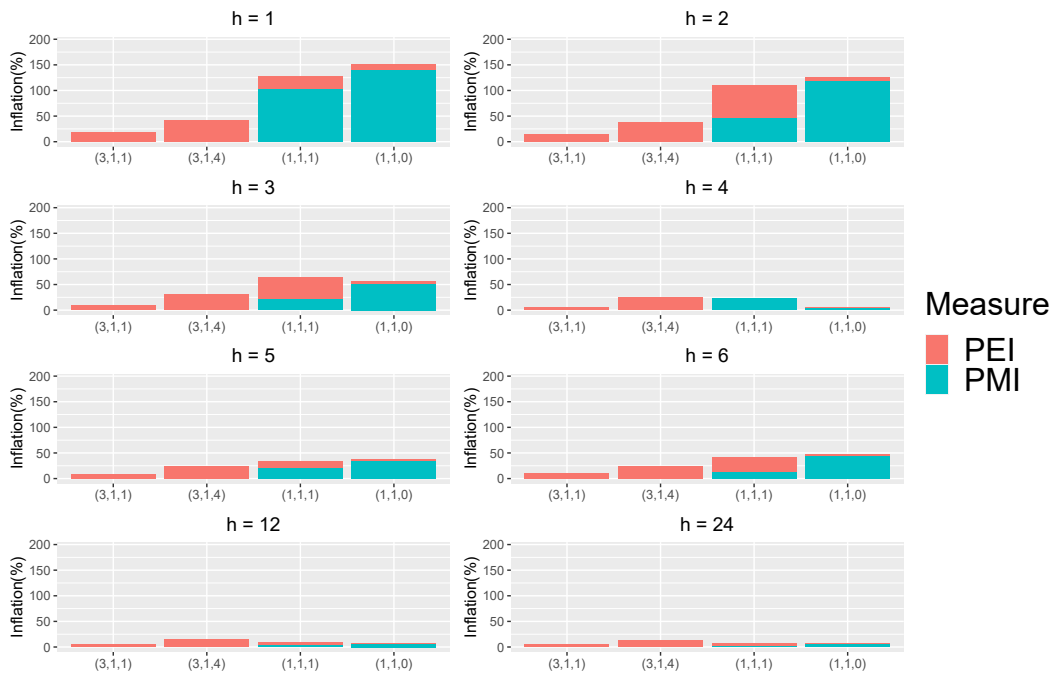 h = 1
Inflation(%)
200
150
100
50
0
(3,1,1) (3,1,4) (1,1,1) (1,1,0)
h = 2
Inflation(%)
200
150
100
50
0
(3,1,1) (3,1,4) (1,1,1) (1,1,0)
h = 3
Inflation(%)
200
150
100
50
0
(3,1,1) (3,1,4) (1,1,1) (1,1,0)
h = 4
Inflation(%)
200
150
100
50
0
(3,1,1) (3,1,4) (1,1,1) (1,1,0)
h = 5
Inflation(%)
200
150
100
50
0
(3,1,1) (3,1,4) (1,1,1) (1,1,0)
h = 6
Inflation(%)
200
150
100
50
0
(3,1,1) (3,1,4) (1,1,1) (1,1,0)
h = 12
Inflation(%)
200
150
100
50
0
(3,1,1) (3,1,4) (1,1,1) (1,1,0)
h = 24
Inflation(%)
200
150
100
50
0
(3,1,1) (3,1,4) (1,1,1) (1,1,0)
Measure
PEI
PMI